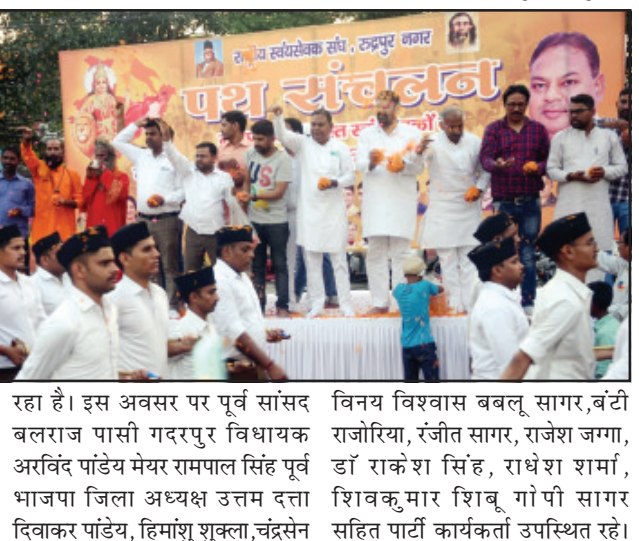 स्वयंसेवक संघ, रुद्रपुर नगर
पथ संचलन
US
रहा है। इस अवसर पर पूर्व सांसद
बलराज पासी गदरपुर विधायक
अरविंद पांडेय मेयर रामपाल सिंह पूर्व
भाजपा जिला अध्यक्ष उत्तम दत्ता
दिवाकर पांडेय, हिमांशु शुक्ला,चंद्रसेन
विनय विश्वास बबलू सागर,बंटी
राजोरिया, रंजीत सागर, राजेश जग्गा,
डॉ राकेश सिंह, राधेश शर्मा,
शिवकुमार शिबू गोपी सागर
सहित पार्टी कार्यकर्ता उपस्थित रहे।